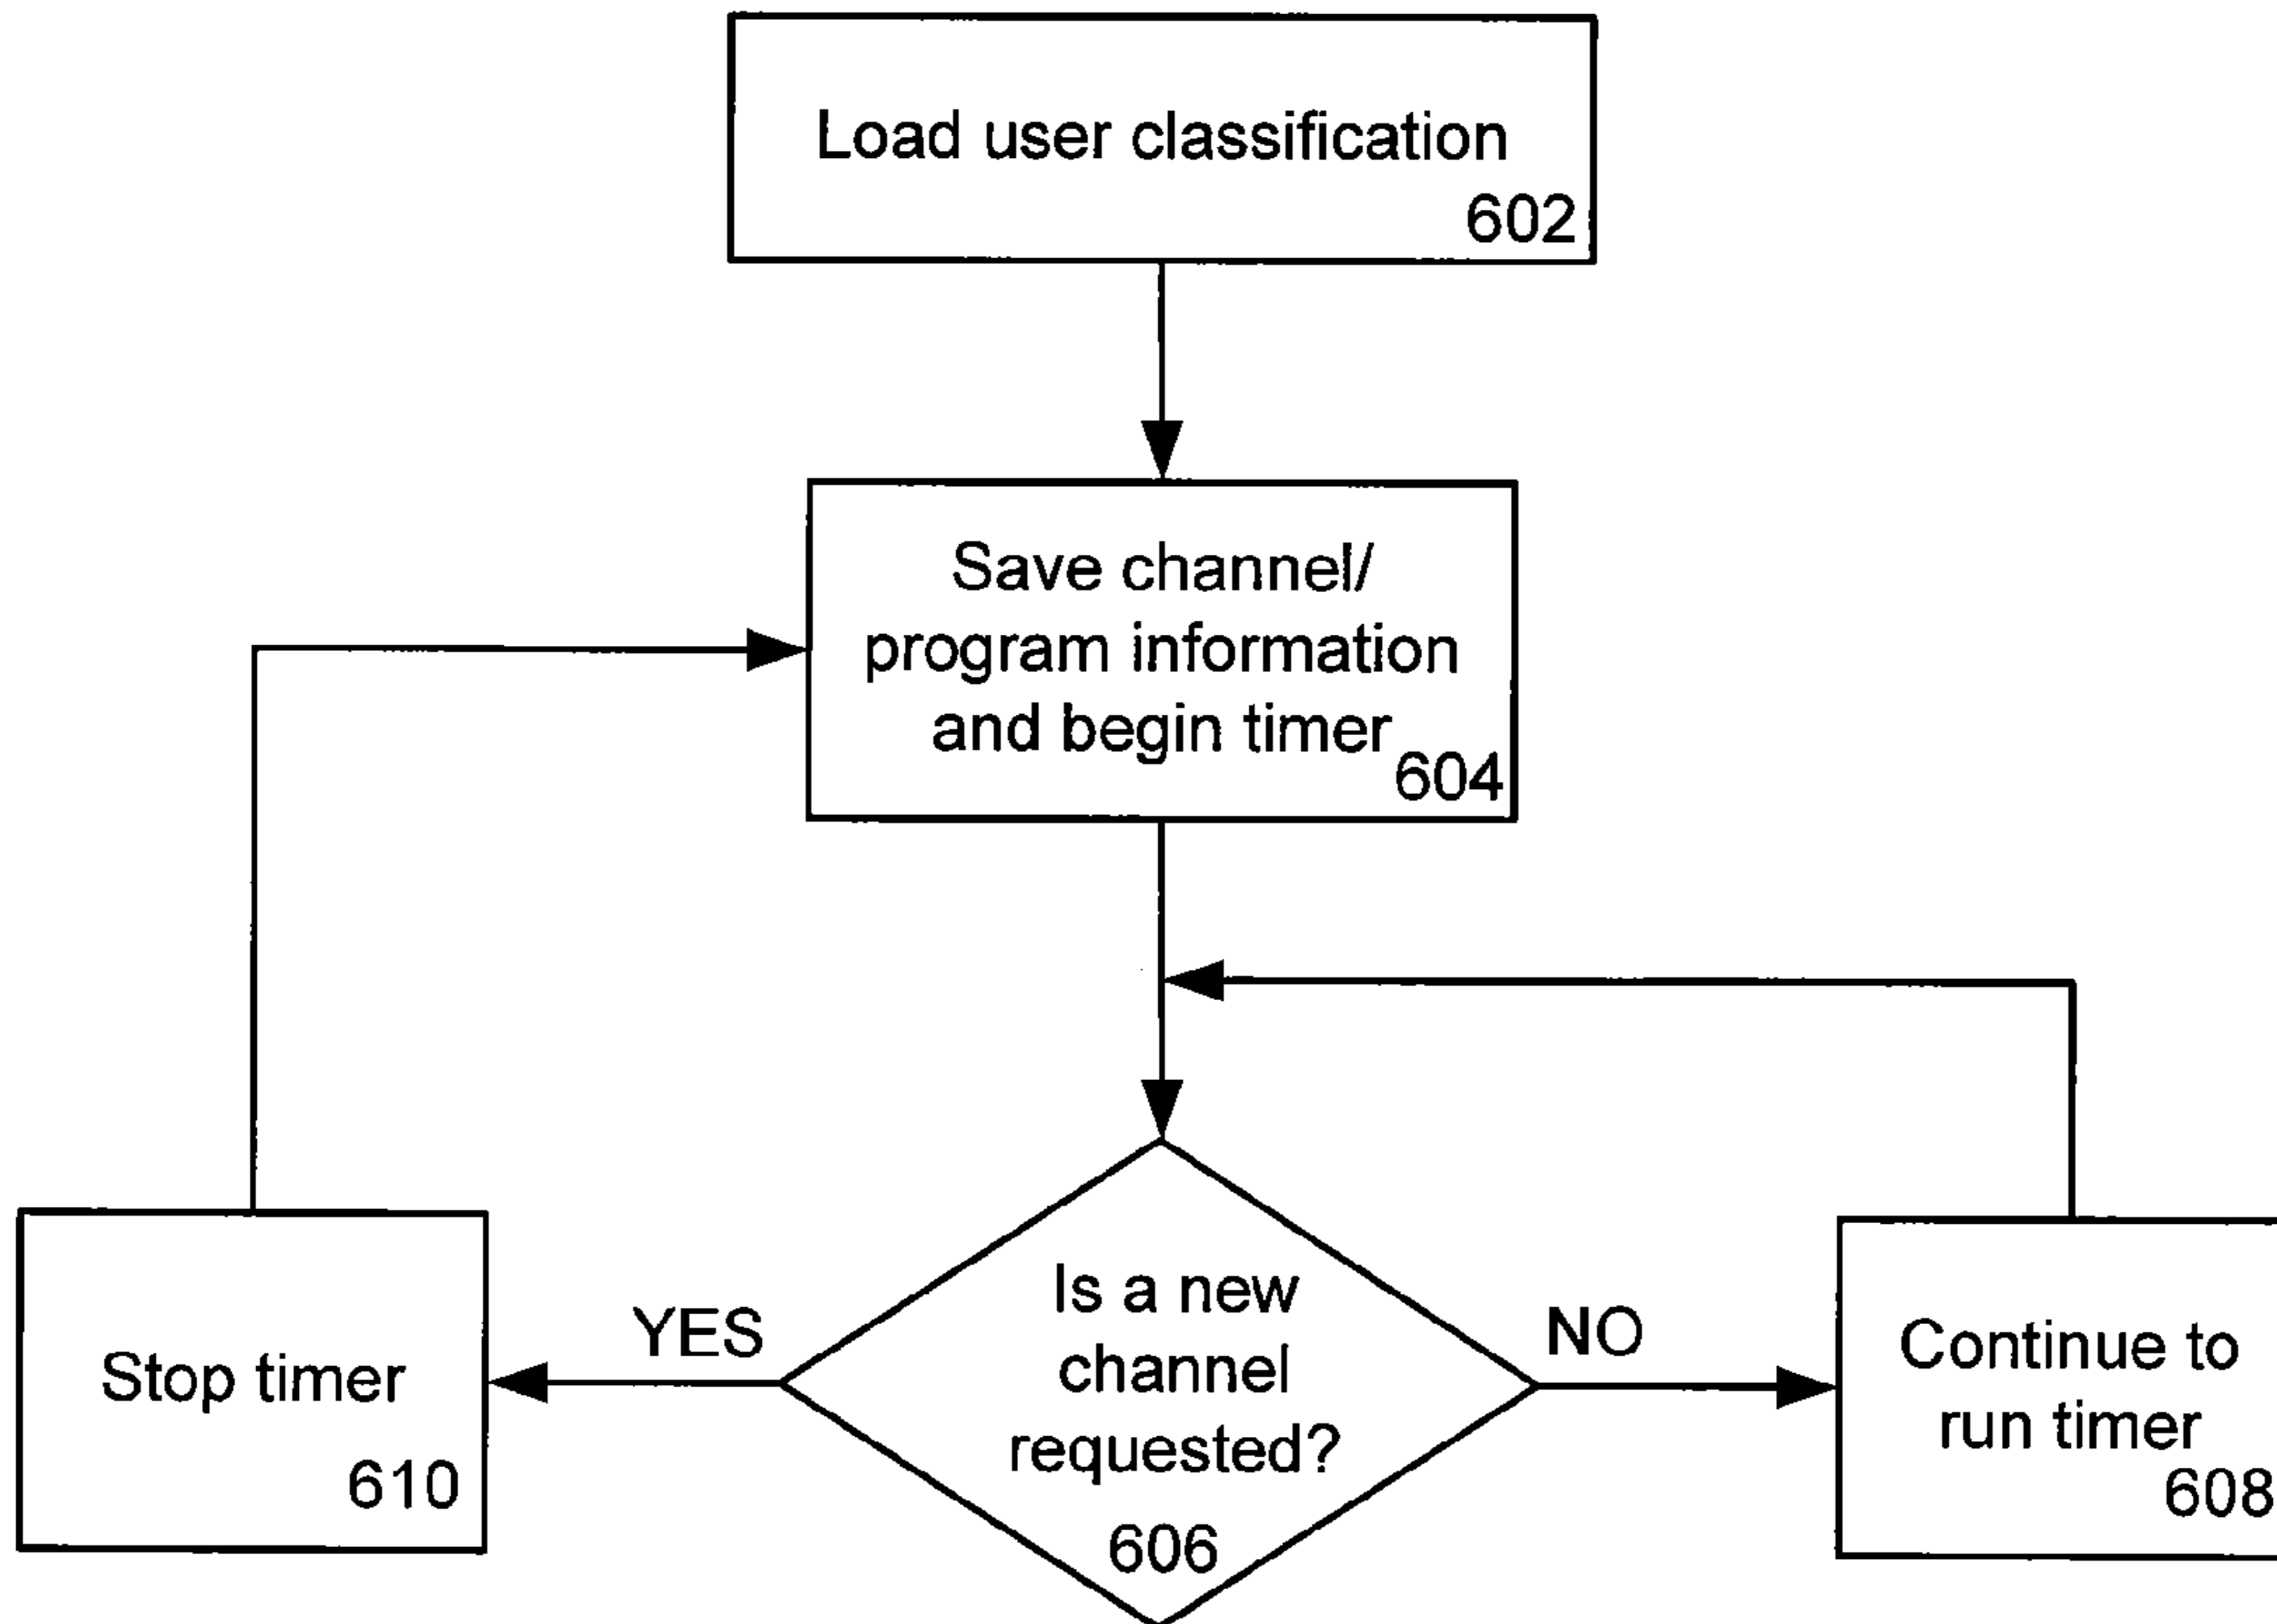 Load user classification
602
Save channel/
program information
and begin timer
604
Is a new
channel
requested?
606
YES
NO
Stop timer
610
Continue to
run timer
608